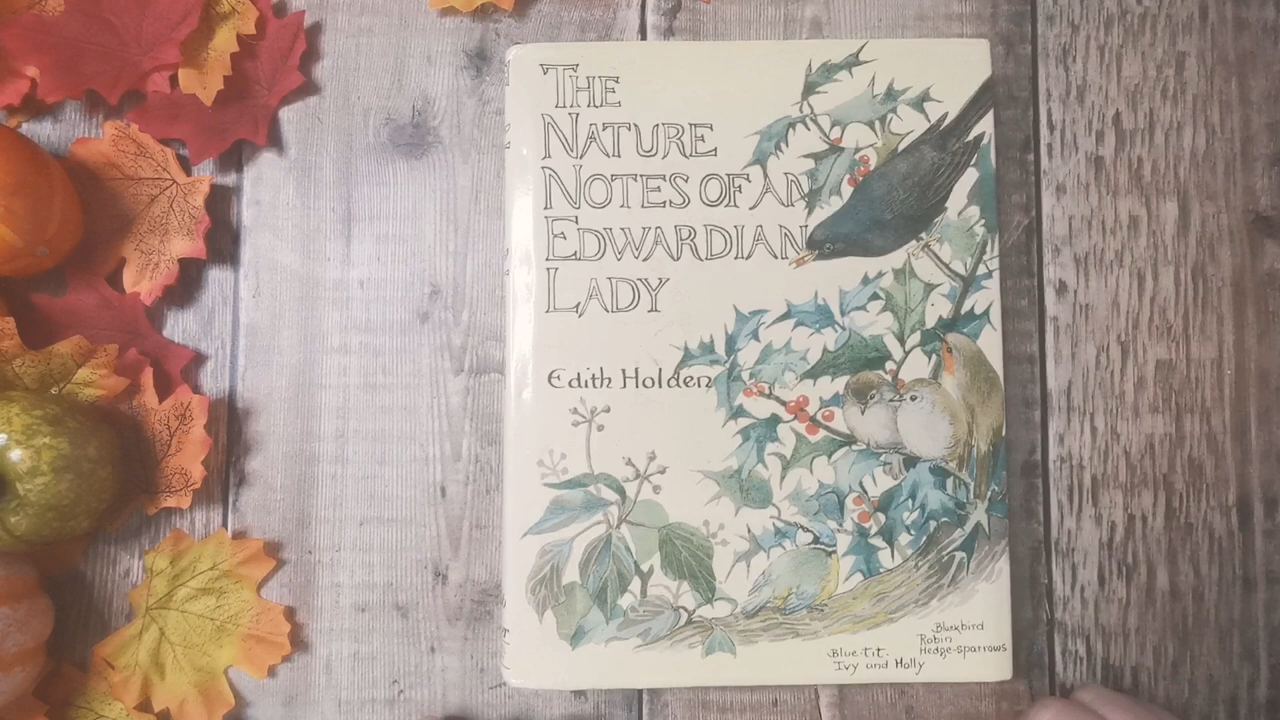 THE
NATURE
NOTES OF AN
EDWARDIAN
LADY
Edith Holden
Blackbird
Robin
Hedge-sparrows
Blue-tit.
Ivy and Holly